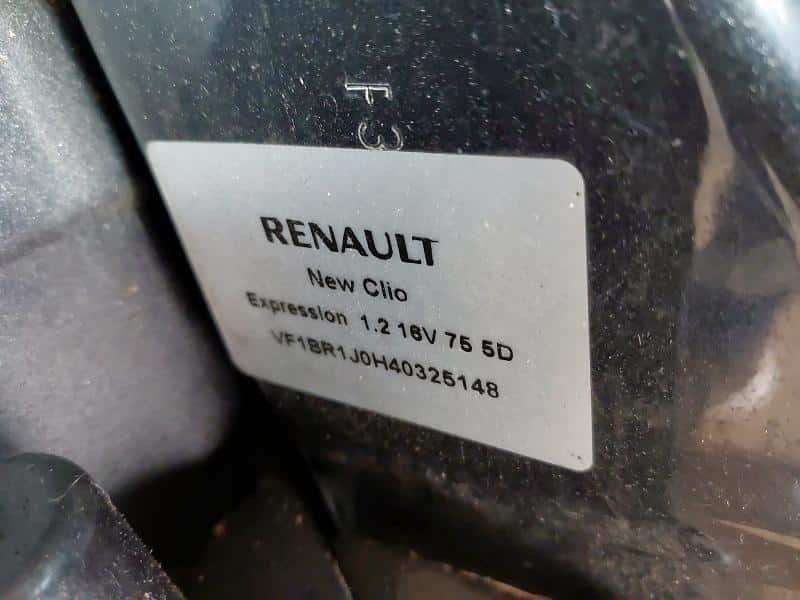 F3
RENAULT
New Clio
Expression 1.2 16V 75 5D
VF1BR1J0H40325148